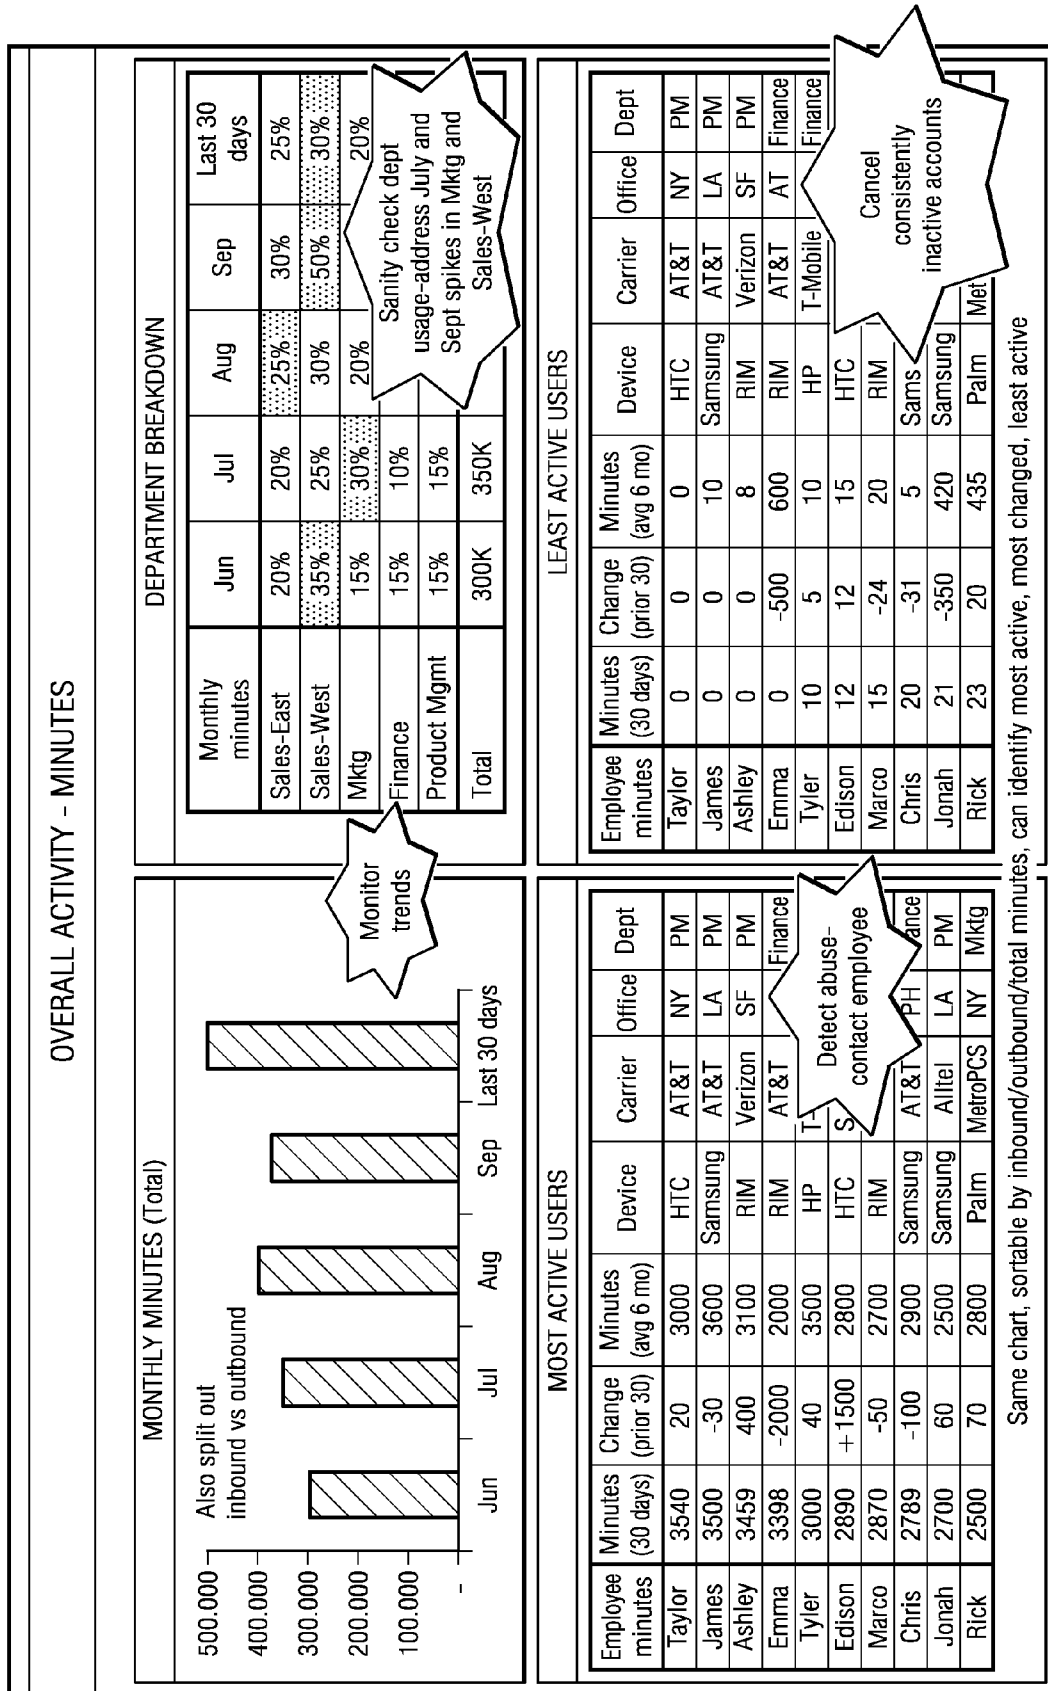 OVERALL ACTIVITY - MINUTES
MONTHLY MINUTES (Total)
500.000
400.000
300.000
200.000
100.000
-
Also split out
inbound vs outbound
Jun Jul Aug Sep Last 30 days
Monitor
trends
DEPARTMENT BREAKDOWN
Monthly minutes Jun Jul Aug Sep Last 30 days
Sales-East 20% 20% 25% 30% 25%
Sales-West 35% 25% 30% 50% 30%
Mktg 15% 30% 20% 20%
Finance 15% 10%
Product Mgmt 15% 15%
Total 300K 350K
Sanity check dept
usage-address July and
Sept spikes in Mktg and
Sales-West
MOST ACTIVE USERS
Employee minutes Minutes (30 days) Change (prior 30) Minutes (avg 6 mo) Device Carrier Office Dept
Taylor 3540 20 3000 HTC AT&T NY PM
James 3500 -30 3600 Samsung AT&T LA PM
Ashley 3459 400 3100 RIM Verizon SF PM
Emma 3398 -2000 2000 RIM AT&T Finance
Tyler 3000 40 3500 HP T-
Edison 2890 +1500 2800 HTC S
Marco 2870 -50 2700 RIM
Chris 2789 -100 2900 Samsung AT&T PH ance
Jonah 2700 60 2500 Samsung Alltel LA PM
Rick 2500 70 2800 Palm MetroPCS NY Mktg
Detect abuse-
contact employee
LEAST ACTIVE USERS
Employee minutes Minutes (30 days) Change (prior 30) Minutes (avg 6 mo) Device Carrier Office Dept
Taylor 0 0 0 HTC AT&T NY PM
James 0 0 10 Samsung AT&T LA PM
Ashley 0 0 8 RIM Verizon SF PM
Emma 0 -500 600 RIM AT&T AT Finance
Tyler 10 5 10 HP T-Mobile Finance
Edison 12 12 15 HTC
Marco 15 -24 20 RIM
Chris 20 -31 5 Sams
Jonah 21 -350 420 Samsung
Rick 23 20 435 Palm Met
Cancel
consistently
inactive accounts
Same chart, sortable by inbound/outbound/total minutes, can identify most active, most changed, least active